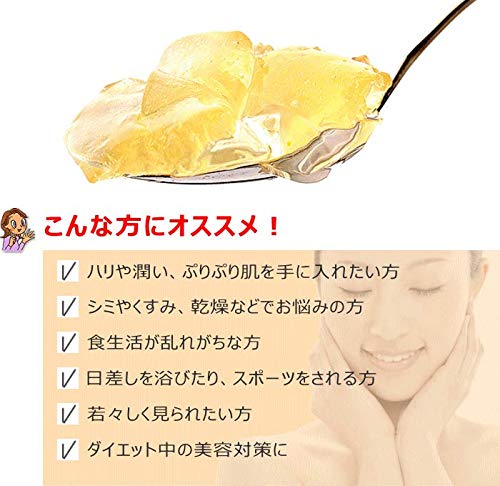 こんな方にオススメ！
ハリや潤い、ぷりぷり肌を手に入れたい方
シミやくすみ、乾燥などでお悩みの方
食生活が乱れがちな方
日差しを浴びたり、スポーツをされる方
若々しく見られたい方
ダイエット中の美容対策に